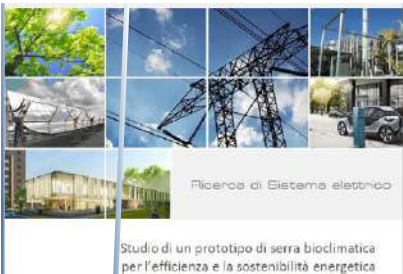 Ricerca di Sistema elettrico
Studio di un prototipo di serra bioclimatica
per l'efficienza e la sostenibilità energetica